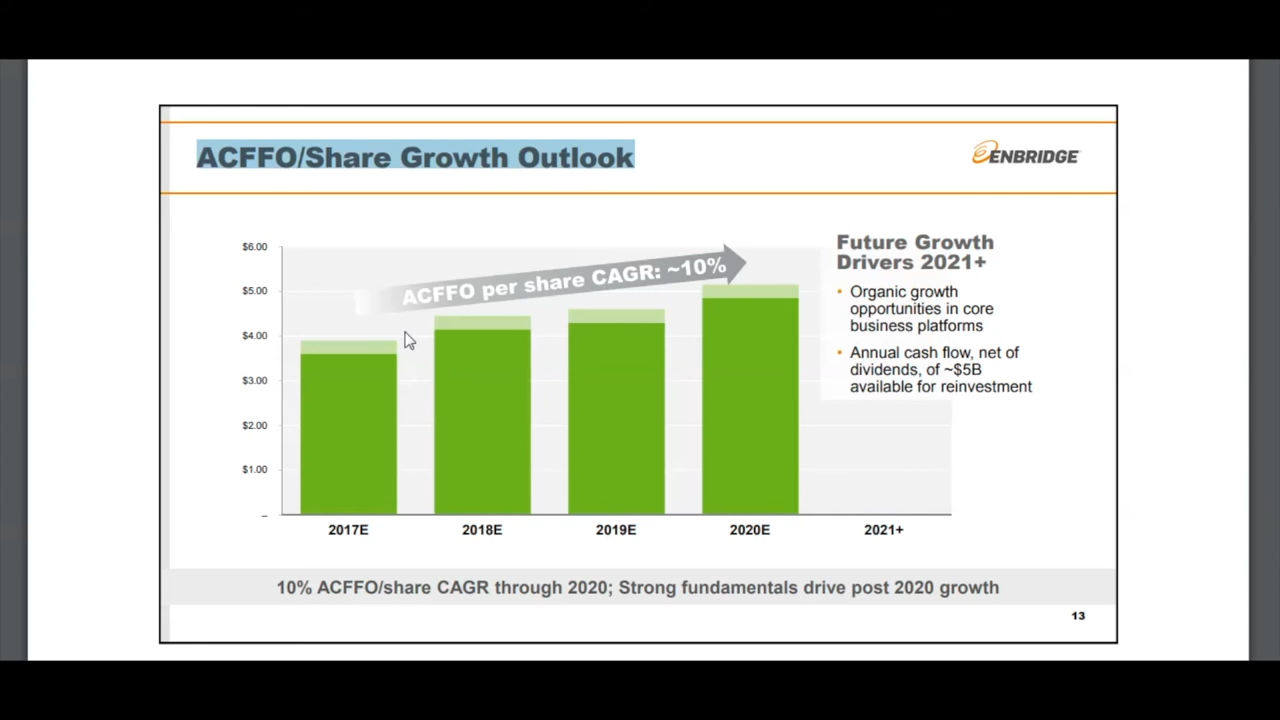 ACFFO/Share Growth Outlook
ENBRIDGE
$6.00
$5.00
$4.00
$3.00
$2.00
$1.00
–
ACFFO per share CAGR: ~10%
2017E
2018E
2019E
2020E
2021+
Future Growth
Drivers 2021+
• Organic growth
opportunities in core
business platforms
• Annual cash flow, net of
dividends, of ~$5B
available for reinvestment
10% ACFFO/share CAGR through 2020; Strong fundamentals drive post 2020 growth
13